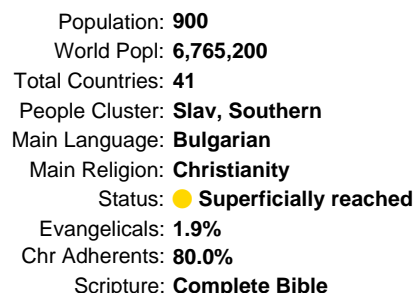 Population: 900
World Popl: 6,765,200
Total Countries: 41
People Cluster: Slav, Southern
Main Language: Bulgarian
Main Religion: Christianity
Status: Superficially reached
Evangelicals: 1.9%
Chr Adherents: 80.0%
Scripture: Complete Bible